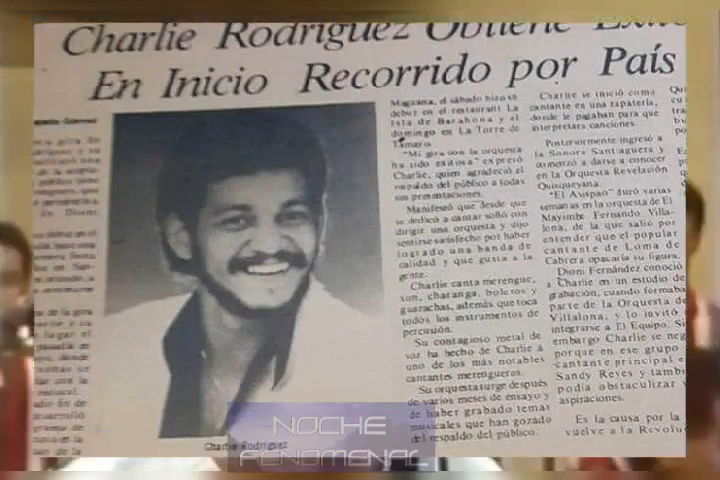 Charlie Rodríguez Obtiene
En Inicio Recorrido por País
Maguana, el sábado hizo su
debut en el restaurant La
Isla de Barahona y el
domingo en La Torre de
Tamaro.
"Mi gira con la orquesta
ha sido exitosa" expresó
Charlie, quien agradeció el
respaldo del público a todas
sus presentaciones.
Manifestó que desde que
se dedicó a cantar soñó con
dirigir una orquesta y dijo
sentirse satisfecho por haber
logrado una banda de
calidad y que gusta a la
gente.
Charlie canta merengue,
son, charanga, boleros y
guarachas, además que toca
todos los instrumentos de
percusión.
Su contagioso metal de
voz ha hecho de Charlie a
uno de los más notables
cantantes merengueros.
Su orquesta surge después
de varios meses de ensayo y
de haber grabado temas
musicales que han gozado
del respaldo del público.
Charlie se inició como
cantante en una zapatería,
donde le pagaban para que
interpretara canciones.
Posteriormente ingresó a
la Sonora Santiaguera y
comenzó a darse a conocer
en la Orquesta Revelación
Quisqueyana.
"El Avispao" duró varias
semanas en la orquesta de El
Mayimbe Fernando Villa-
lona, de la que salió por
entender que el popular
cantante de Loma de
Cabrera opacaría su figura.
Dioni Fernández conoció
a Charlie en un estudio de
grabación, cuando formaba
parte de la Orquesta de
Villalona, y lo invitó a
integrarse a El Equipo. Si
embargo Charlie se neg
porque en ese grupo
cantante principal e
Sandy Reyes y tamb
podía obstaculizar
aspiraciones.
Es la causa por la
vuelve a la Revolu
Charlie Rodríguez
NOCHE
FENOMENAL